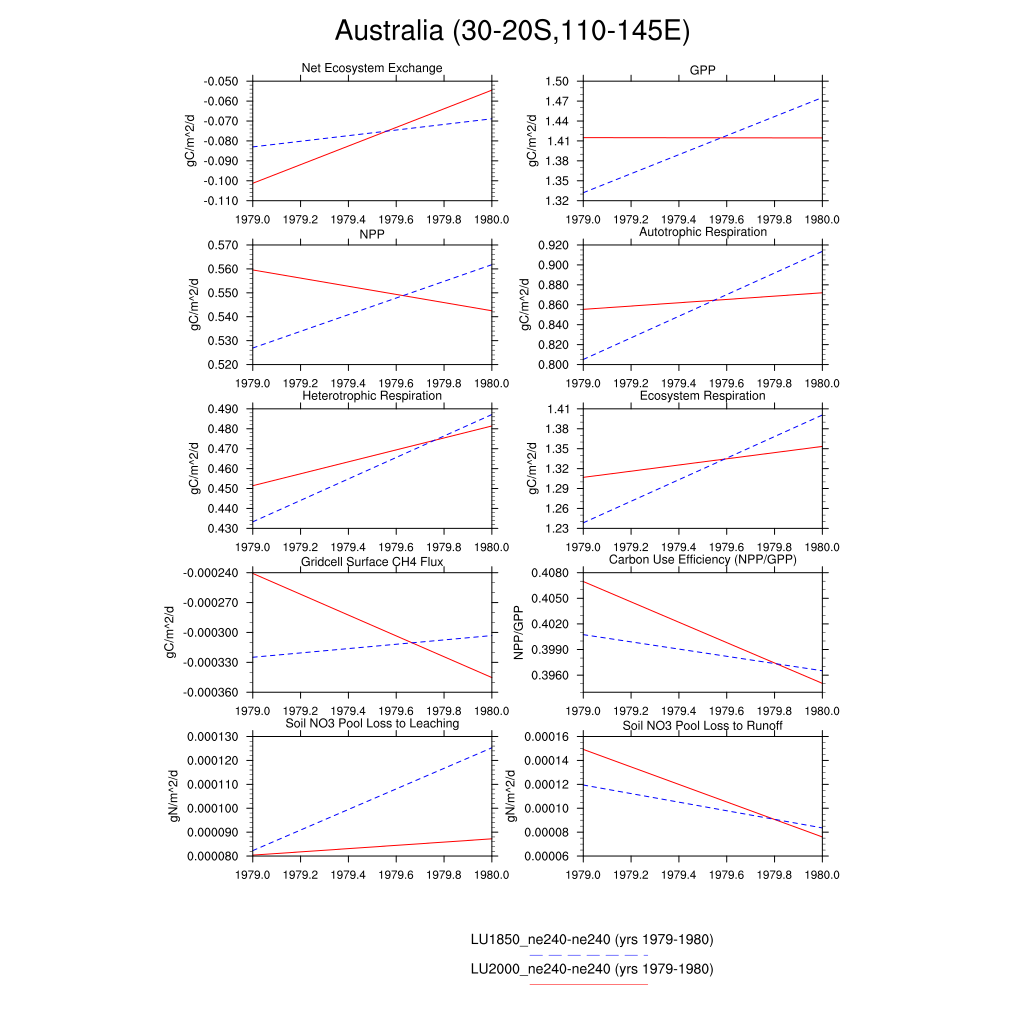 Australia (30-20S,110-145E)
Net Ecosystem Exchange
gC/m^2/d
-0.050
-0.060
-0.070
-0.080
-0.090
-0.100
-0.110
1979.0 1979.2 1979.4 1979.6 1979.8 1980.0
GPP
gC/m^2/d
1.50
1.47
1.44
1.41
1.38
1.35
1.32
1979.0 1979.2 1979.4 1979.6 1979.8 1980.0
NPP
gC/m^2/d
0.570
0.560
0.550
0.540
0.530
0.520
1979.0 1979.2 1979.4 1979.6 1979.8 1980.0
Autotrophic Respiration
gC/m^2/d
0.920
0.900
0.880
0.860
0.840
0.820
0.800
1979.0 1979.2 1979.4 1979.6 1979.8 1980.0
Heterotrophic Respiration
gC/m^2/d
0.490
0.480
0.470
0.460
0.450
0.440
0.430
1979.0 1979.2 1979.4 1979.6 1979.8 1980.0
Ecosystem Respiration
gC/m^2/d
1.41
1.38
1.35
1.32
1.29
1.26
1.23
1979.0 1979.2 1979.4 1979.6 1979.8 1980.0
Gridcell Surface CH4 Flux
gC/m^2/d
-0.000240
-0.000270
-0.000300
-0.000330
-0.000360
1979.0 1979.2 1979.4 1979.6 1979.8 1980.0
Carbon Use Efficiency (NPP/GPP)
NPP/GPP
0.4080
0.4050
0.4020
0.3990
0.3960
1979.0 1979.2 1979.4 1979.6 1979.8 1980.0
Soil NO3 Pool Loss to Leaching
gN/m^2/d
0.000130
0.000120
0.000110
0.000100
0.000090
0.000080
1979.0 1979.2 1979.4 1979.6 1979.8 1980.0
Soil NO3 Pool Loss to Runoff
gN/m^2/d
0.00016
0.00014
0.00012
0.00010
0.00008
0.00006
1979.0 1979.2 1979.4 1979.6 1979.8 1980.0
LU1850_ne240-ne240 (yrs 1979-1980)
LU2000_ne240-ne240 (yrs 1979-1980)